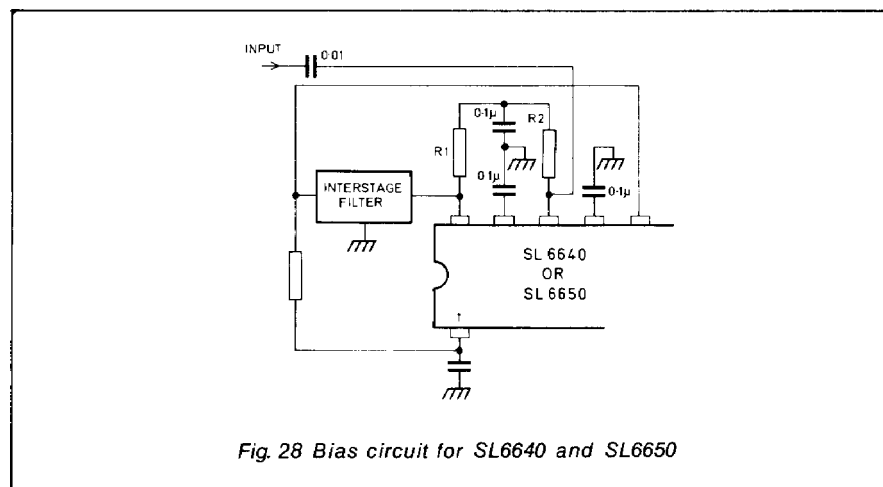 INPUT
0·01
0·1µ
R2
R1
0·1µ
0·1µ
INTERSTAGE
FILTER
SL 6640
OR
SL 6650
1
Fig. 28 Bias circuit for SL6640 and SL6650